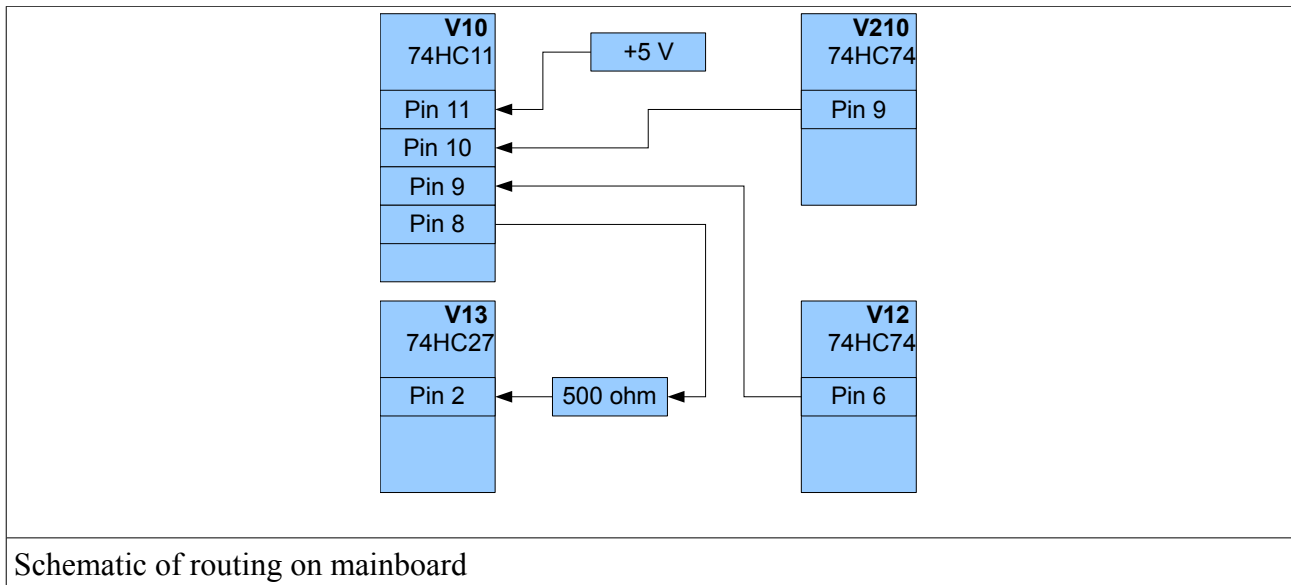 V10
74HC11
Pin 11
Pin 10
Pin 9
Pin 8
+5 V
V210
74HC74
Pin 9
V13
74HC27
Pin 2
500 ohm
V12
74HC74
Pin 6
Schematic of routing on mainboard